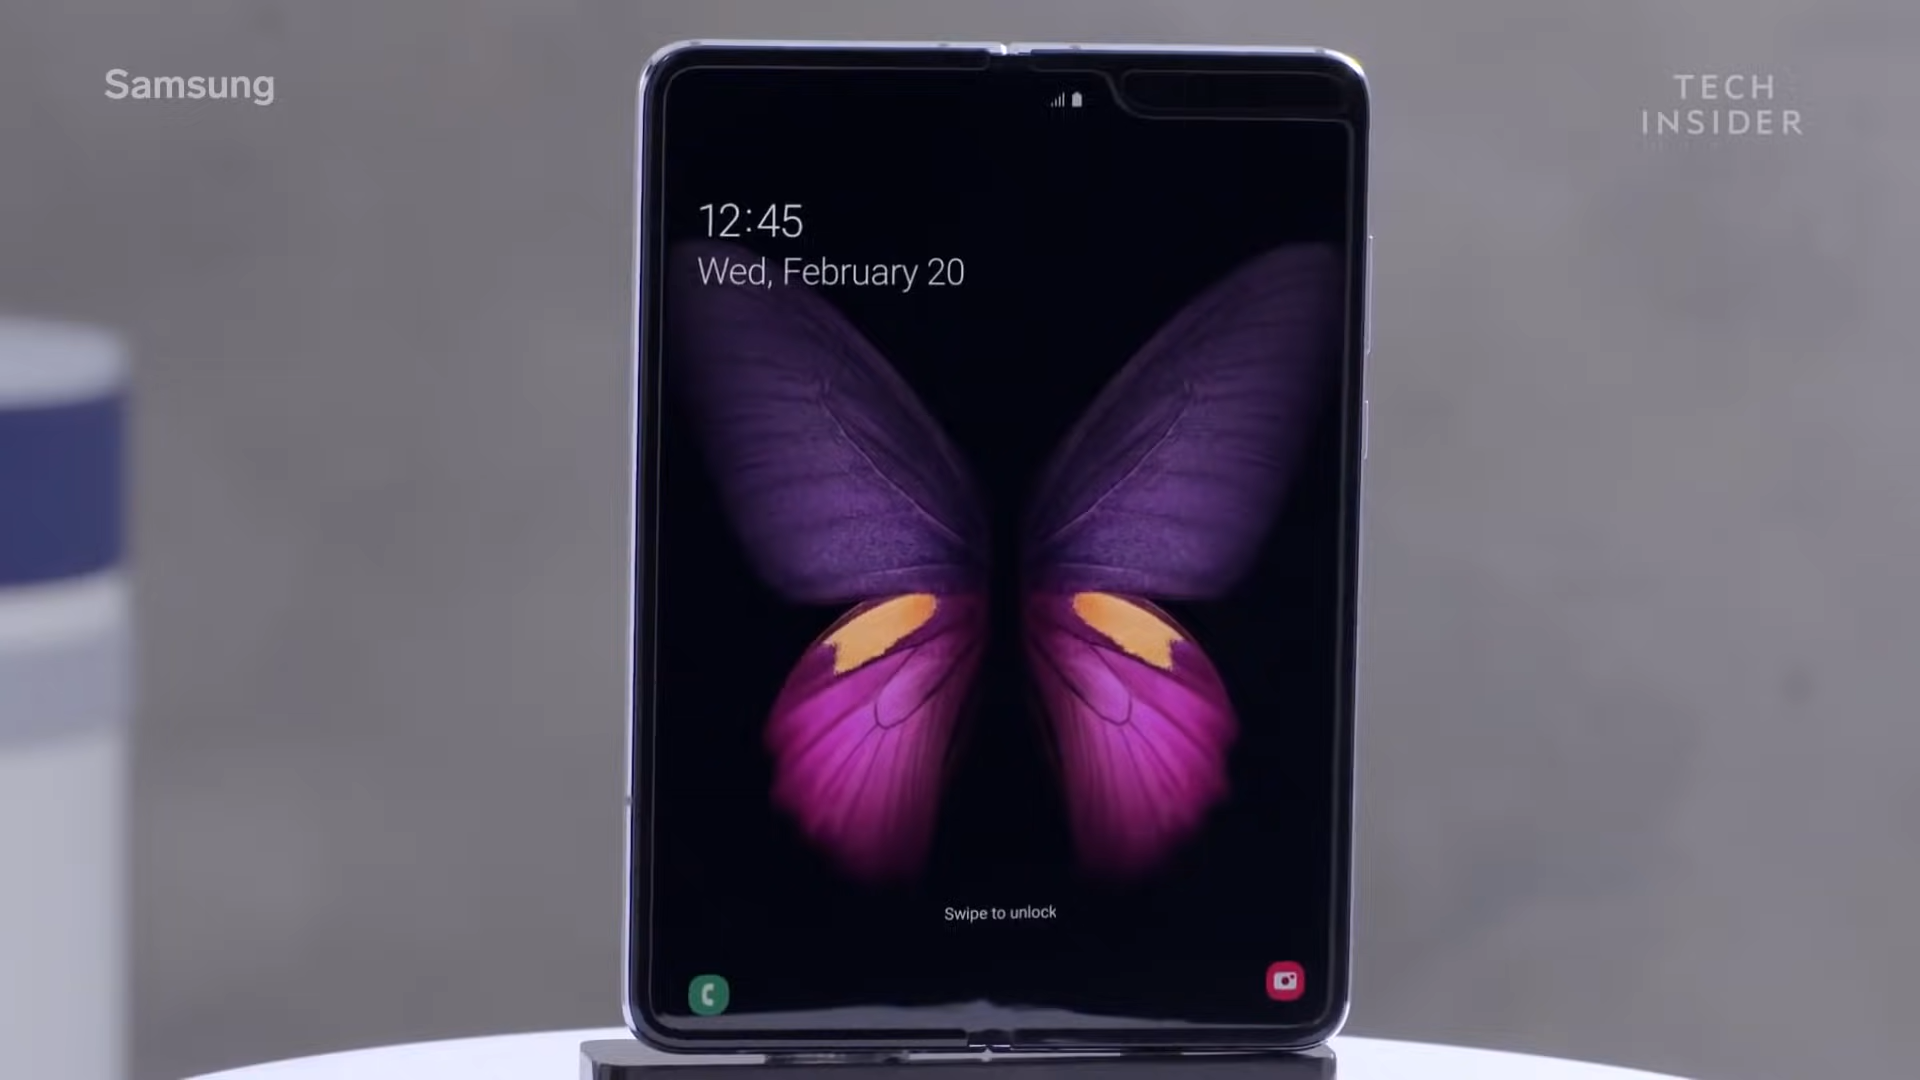 Samsung
TECH
INSIDER
12:45
Wed, February 20
Swipe to unlock